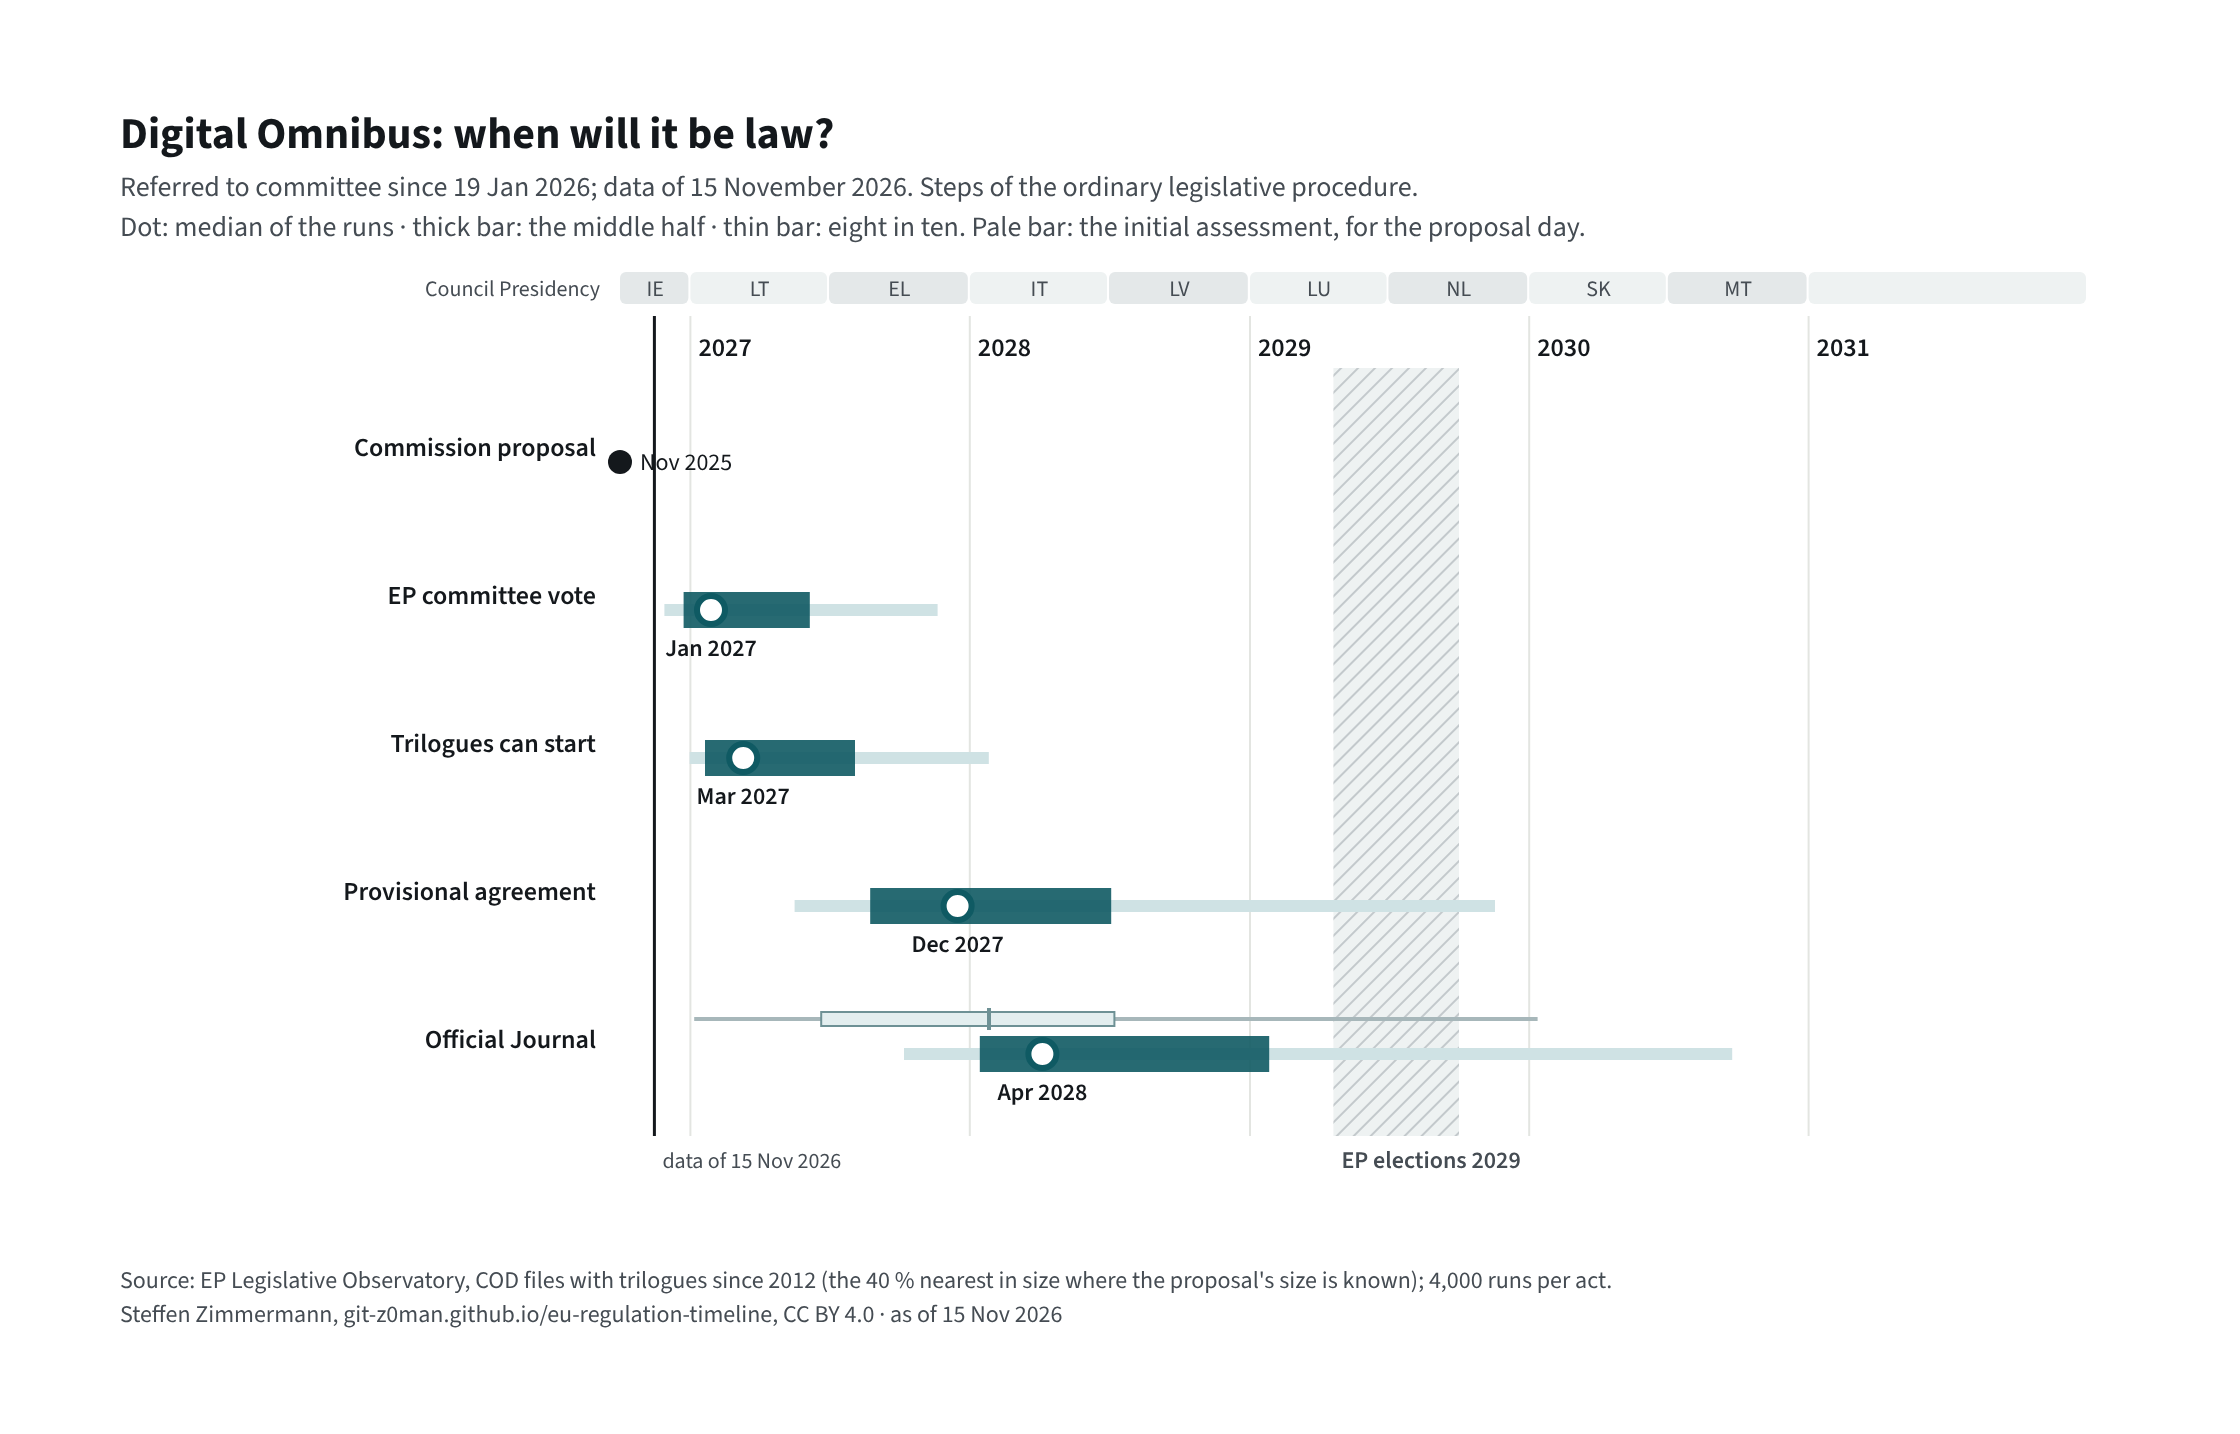 Digital Omnibus: when will it be law?
Referred to committee since 19 Jan 2026; data of 15 November 2026. Steps of the ordinary legislative procedure.
Dot: median of the runs · thick bar: the middle half · thin bar: eight in ten. Pale bar: the initial assessment, for the proposal day.
Council Presidency IE LT EL IT LV LU NL SK MT
2027 2028 2029 2030 2031
Commission proposal
Nov 2025
EP committee vote
Jan 2027
Trilogues can start
Mar 2027
Provisional agreement
Dec 2027
Official Journal
Apr 2028
data of 15 Nov 2026
EP elections 2029
Source: EP Legislative Observatory, COD files with trilogues since 2012 (the 40 % nearest in size where the proposal's size is known); 4,000 runs per act.
Steffen Zimmermann, git-z0man.github.io/eu-regulation-timeline, CC BY 4.0 · as of 15 Nov 2026